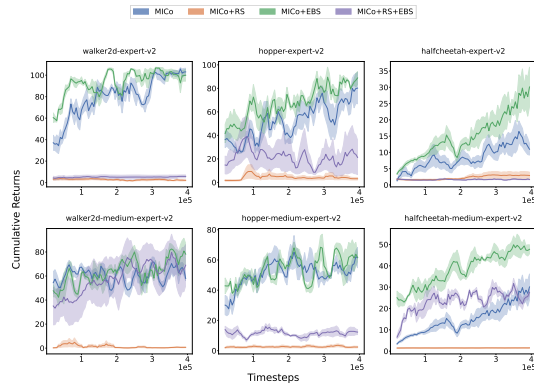 MICo MICo+RS MICo+EBS MICo+RS+EBS
walker2d-expert-v2 hopper-expert-v2 halfcheetah-expert-v2
100
80
60
40
20
0
1 2 3 4
1e5
100
80
60
40
20
0
1 2 3 4
1e5
35
30
25
20
15
10
5
0
1 2 3 4
1e5
Cumulative Returns
walker2d-medium-expert-v2 hopper-medium-expert-v2 halfcheetah-medium-expert-v2
80
60
40
20
0
1 2 3 4
1e5
80
60
40
20
0
1 2 3 4
1e5
50
40
30
20
10
0
1 2 3 4
1e5
Timesteps